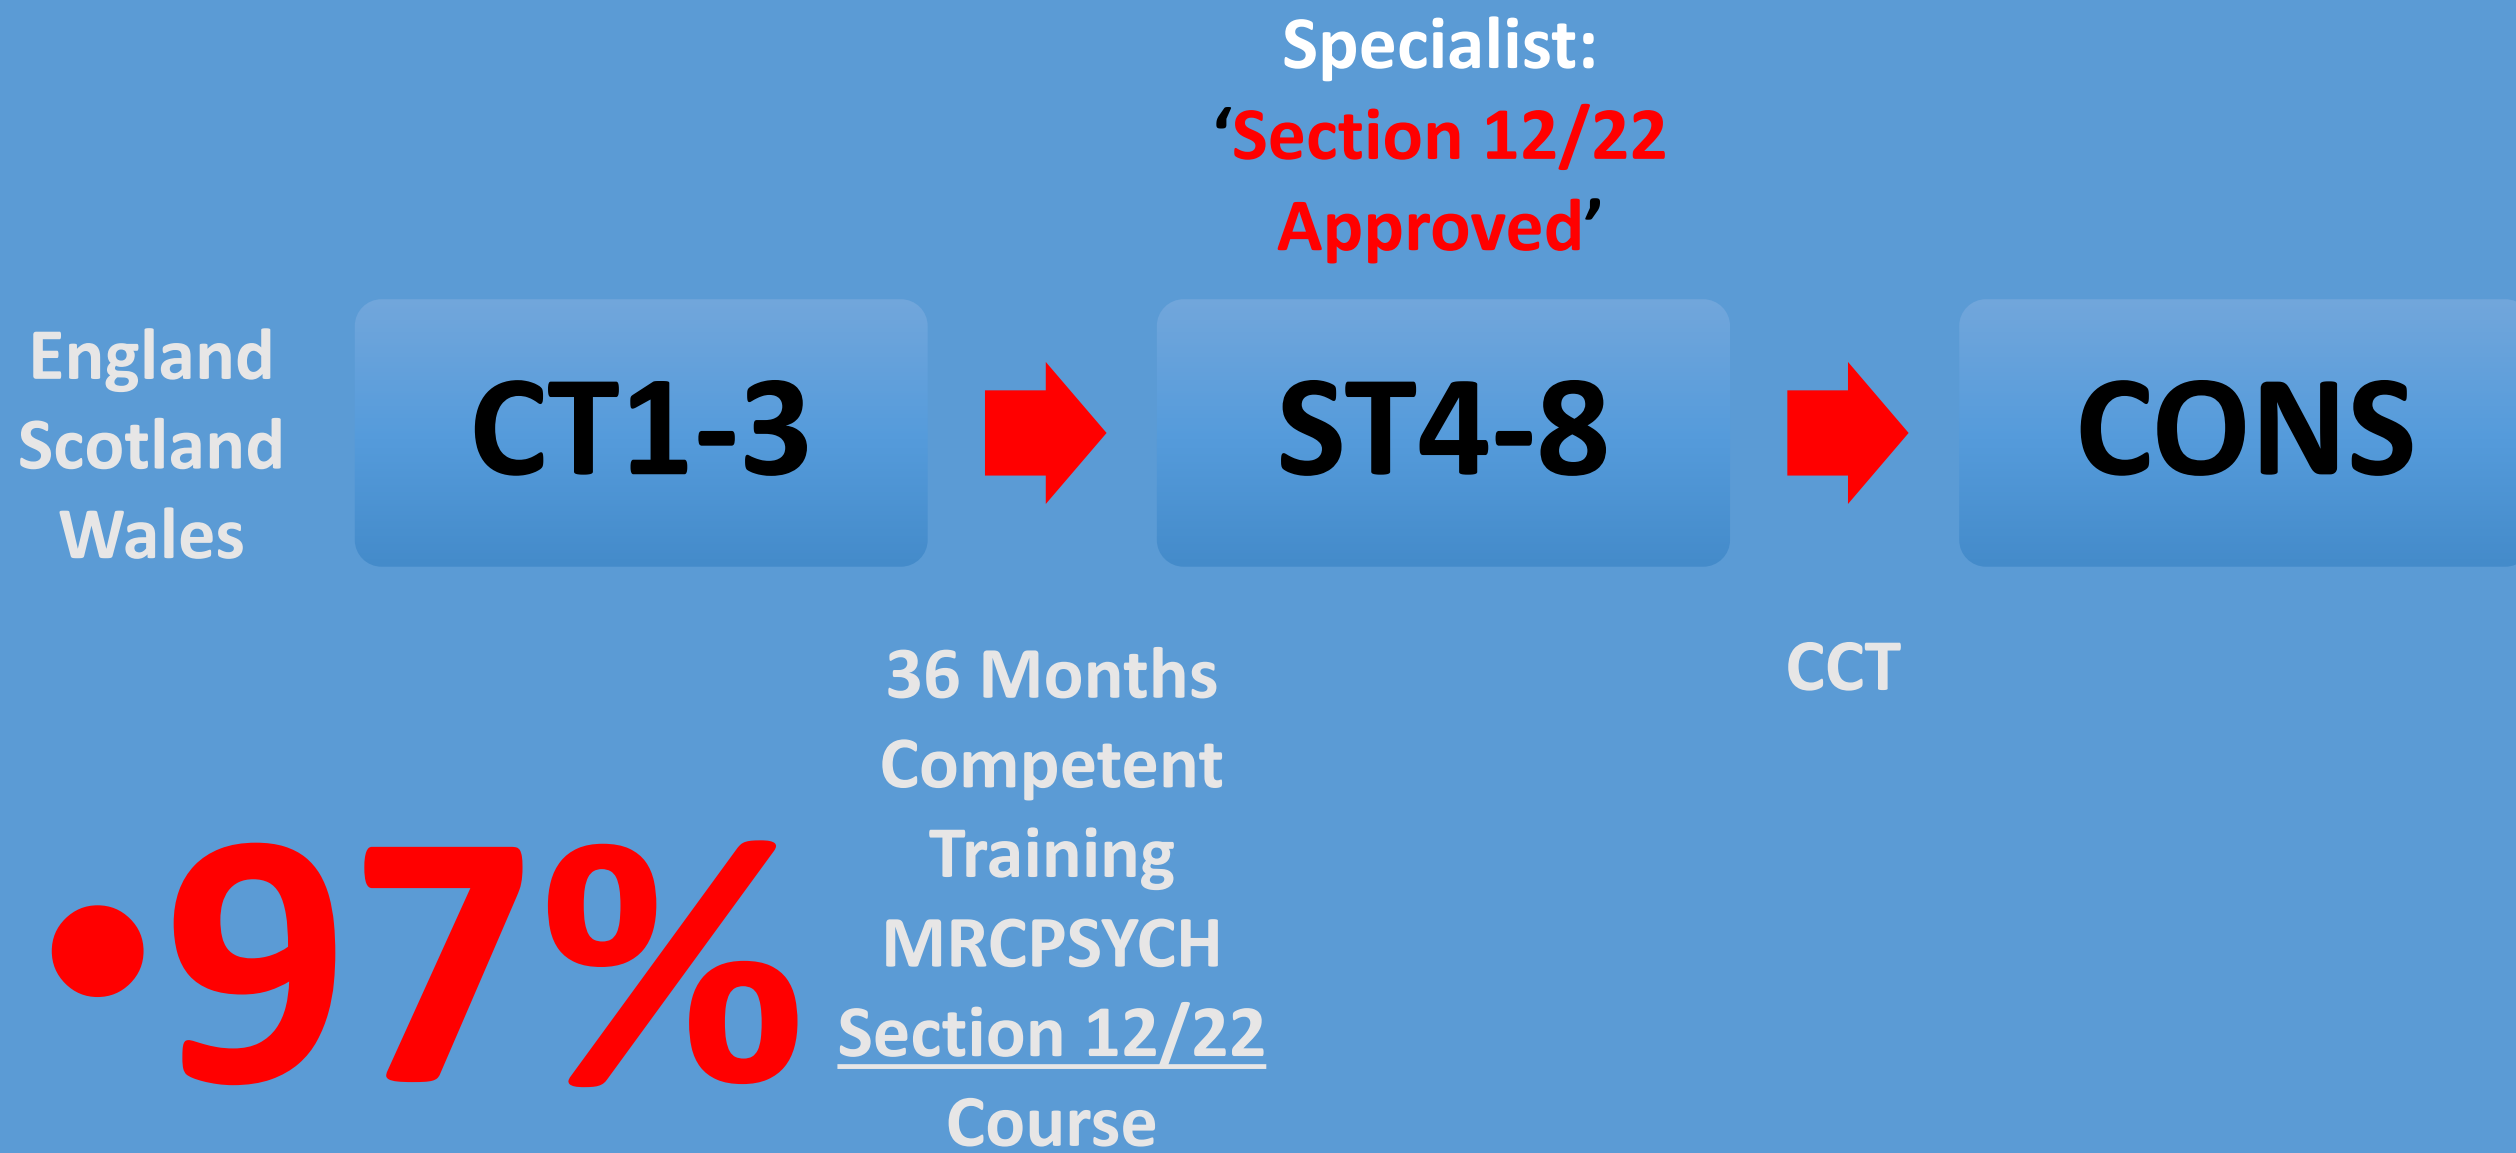 Specialist:
‘Section 12/22
Approved’
England
Scotland
Wales
CT1-3
ST4-8
CONS
36 Months
Competent
Training
MRCPSYCH
Section 12/22
Course
CCT
•97%